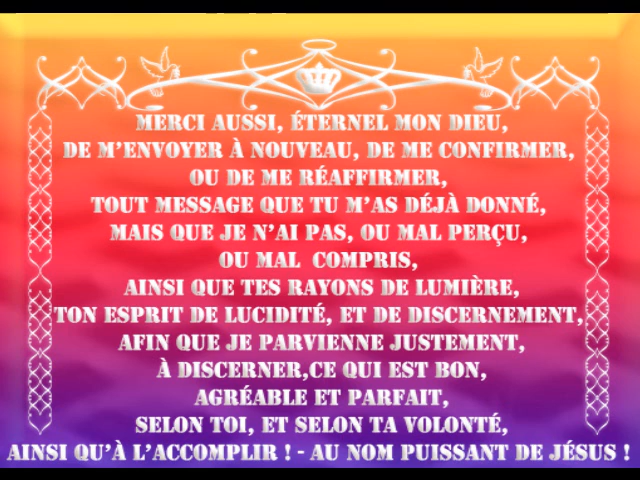 MERCI AUSSI, ÉTERNEL MON DIEU,
DE M'ENVOYER À NOUVEAU, DE ME CONFIRMER,
OU DE ME RÉAFFIRMER,
TOUT MESSAGE QUE TU M'AS DÉJÀ DONNÉ,
MAIS QUE JE N'AI PAS, OU MAL PERÇU,
OU MAL COMPRIS,
AINSI QUE TES RAYONS DE LUMIÈRE,
TON ESPRIT DE LUCIDITÉ, ET DE DISCERNEMENT,
AFIN QUE JE PARVIENNE JUSTEMENT,
À DISCERNER,CE QUI EST BON,
AGRÉABLE ET PARFAIT,
SELON TOI, ET SELON TA VOLONTÉ,
AINSI QU'À L'ACCOMPLIR ! - AU NOM PUISSANT DE JÉSUS !